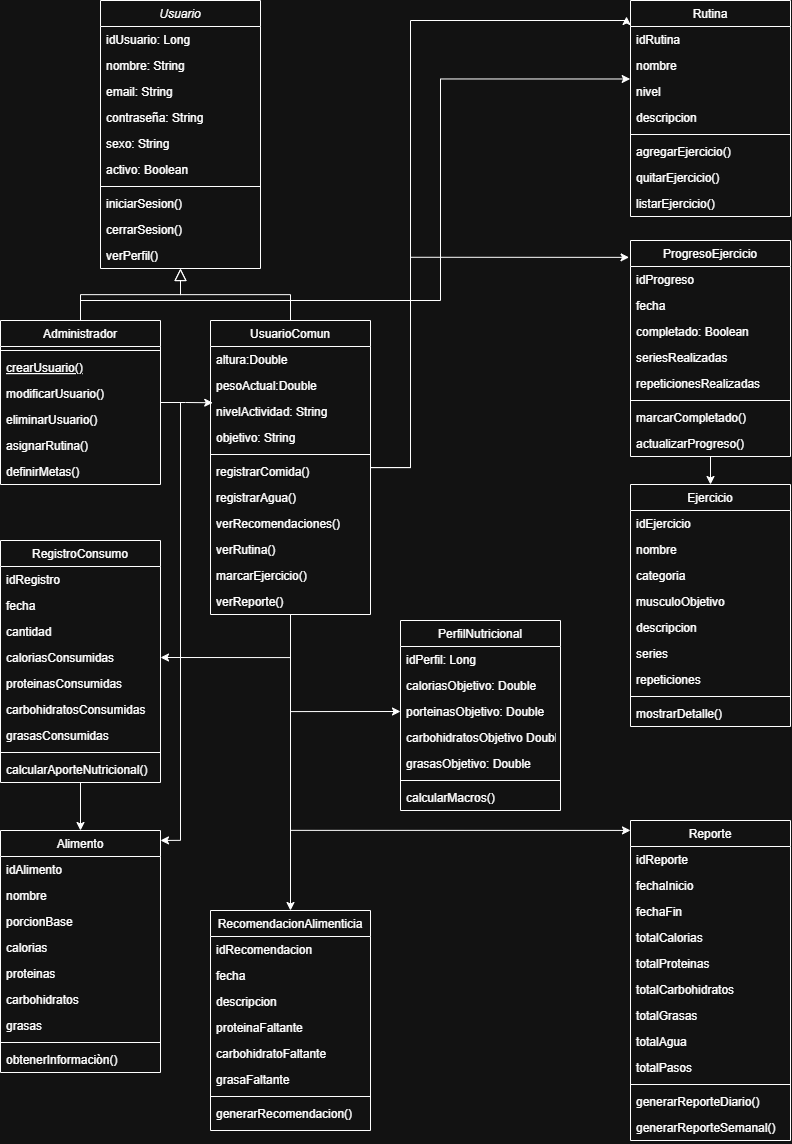 Usuario
idUsuario: Long
nombre: String
email: String
contraseña: String
sexo: String
activo: Boolean
iniciarSesion()
cerrarSesion()
verPerfil()
Rutina
idRutina
nombre
nivel
descripcion
agregarEjercicio()
quitarEjercicio()
listarEjercicio()
ProgresoEjercicio
idProgreso
fecha
completado: Boolean
seriesRealizadas
repeticionesRealizadas
marcarCompletado()
actualizarProgreso()
Administrador
crearUsuario()
modificarUsuario()
eliminarUsuario()
asignarRutina()
definirMetas()
UsuarioComun
altura:Double
pesoActual:Double
nivelActividad: String
objetivo: String
registrarComida()
registrarAgua()
verRecomendaciones()
verRutina()
marcarEjercicio()
verReporte()
Ejercicio
idEjercicio
nombre
categoria
musculoObjetivo
descripcion
series
repeticiones
mostrarDetalle()
RegistroConsumo
idRegistro
fecha
cantidad
caloriasConsumidas
proteinasConsumidas
carbohidratosConsumidas
grasasConsumidas
calcularAporteNutricional()
PerfilNutricional
idPerfil: Long
caloriasObjetivo: Double
porteinasObjetivo: Double
carbohidratosObjetivo Doubl
grasasObjetivo: Double
calcularMacros()
Alimento
idAlimento
nombre
porcionBase
calorias
proteinas
carbohidratos
grasas
obtenerInformaciòn()
RecomendacionAlimenticia
idRecomendacion
fecha
descripcion
proteinaFaltante
carbohidratoFaltante
grasaFaltante
generarRecomendacion()
Reporte
idReporte
fechaInicio
fechaFin
totalCalorias
totalProteinas
totalCarbohidratos
totalGrasas
totalAgua
totalPasos
generarReporteDiario()
generarReporteSemanal()